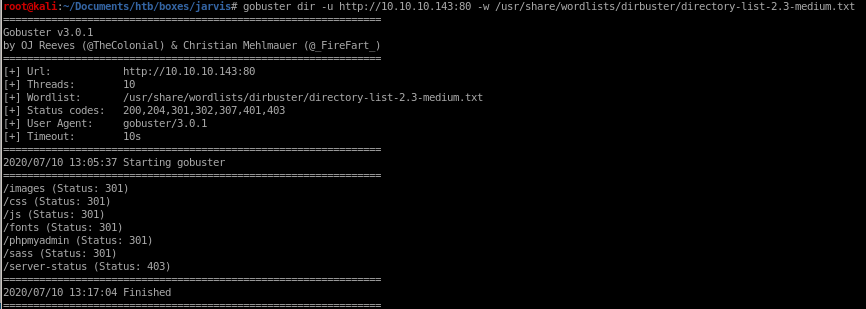 root@kali:~/Documents/htb/boxes/jarvis# gobuster dir -u http://10.10.10.143:80 -w /usr/share/wordlists/dirbuster/directory-list-2.3-medium.txt
===============================================================
Gobuster v3.0.1
by OJ Reeves (@TheColonial) & Christian Mehlmauer (@_FireFart_)
===============================================================
[+] Url:            http://10.10.10.143:80
[+] Threads:        10
[+] Wordlist:       /usr/share/wordlists/dirbuster/directory-list-2.3-medium.txt
[+] Status codes:   200,204,301,302,307,401,403
[+] User Agent:     gobuster/3.0.1
[+] Timeout:        10s
===============================================================
2020/07/10 13:05:37 Starting gobuster
===============================================================
/images (Status: 301)
/css (Status: 301)
/js (Status: 301)
/fonts (Status: 301)
/phpmyadmin (Status: 301)
/sass (Status: 301)
/server-status (Status: 403)
===============================================================
2020/07/10 13:17:04 Finished
===============================================================